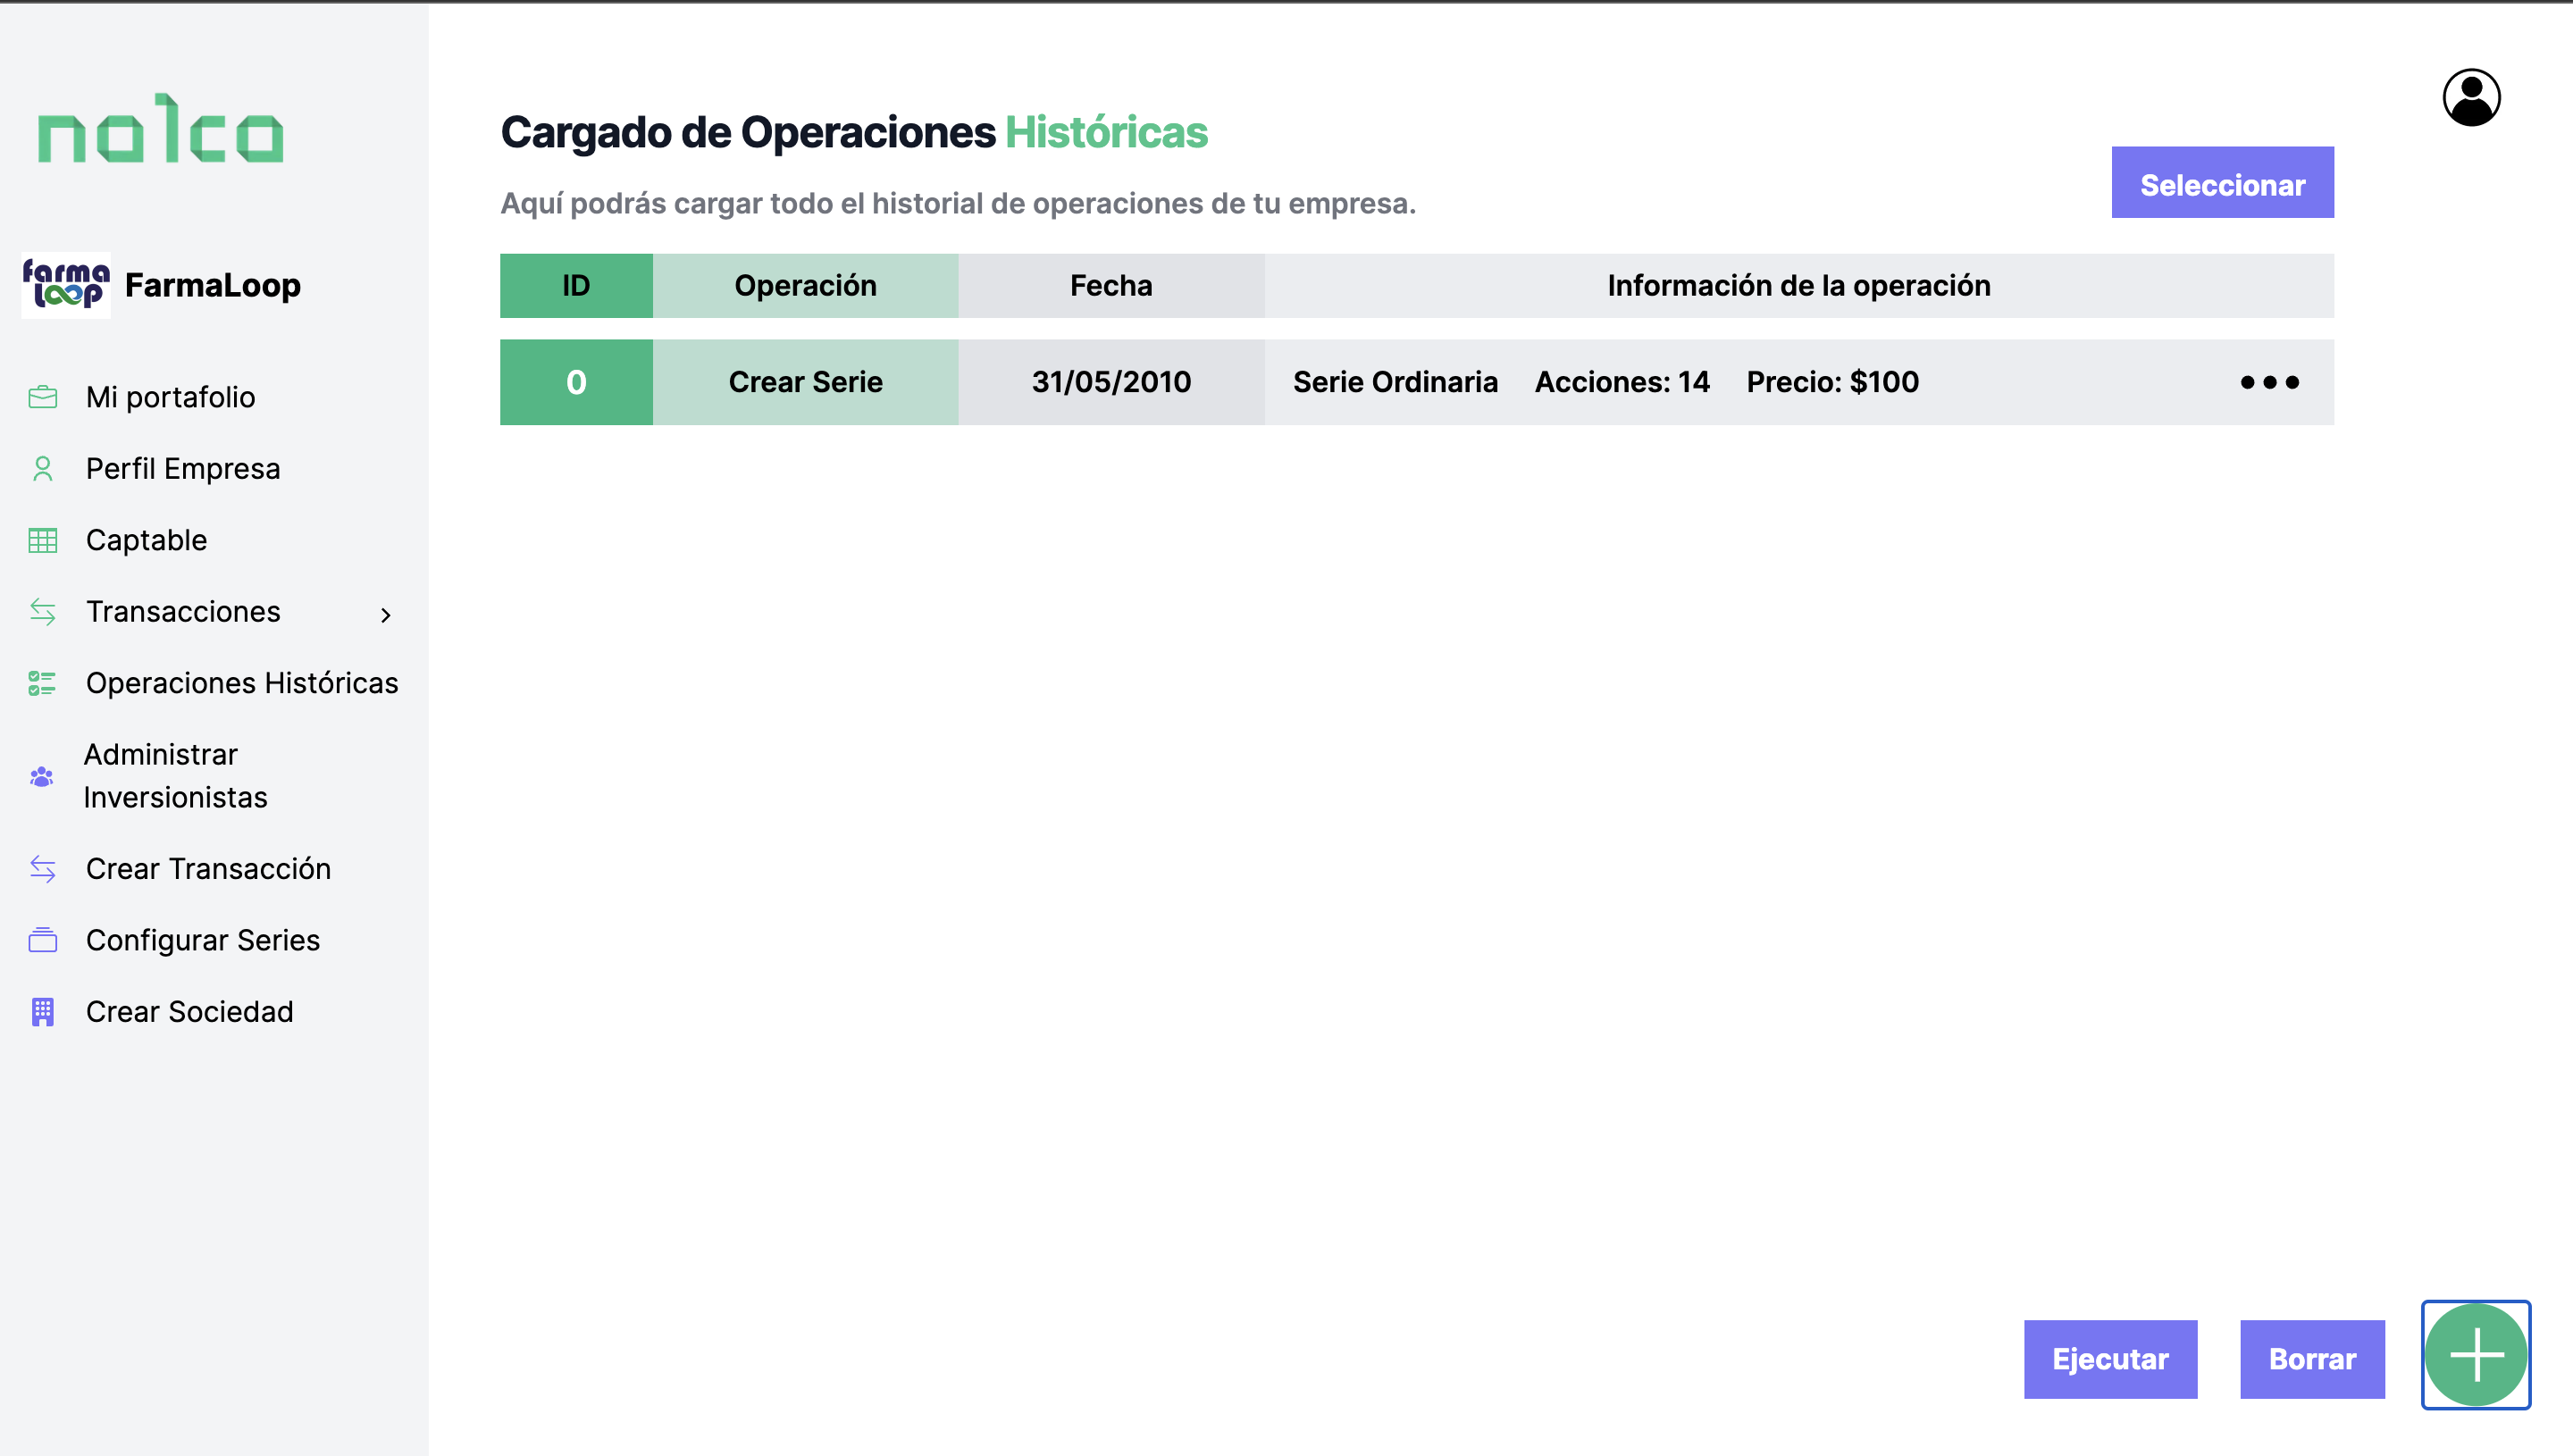 nalca
farma
loop
FarmaLoop
Mi portafolio
Perfil Empresa
Captable
Transacciones
Operaciones Históricas
Administrar
Inversionistas
Crear Transacción
Configurar Series
Crear Sociedad
Cargado de Operaciones Históricas
Aquí podrás cargar todo el historial de operaciones de tu empresa.
Seleccionar
ID Operación Fecha Información de la operación
0 Crear Serie 31/05/2010 Serie Ordinaria Acciones: 14 Precio: $100
Ejecutar Borrar